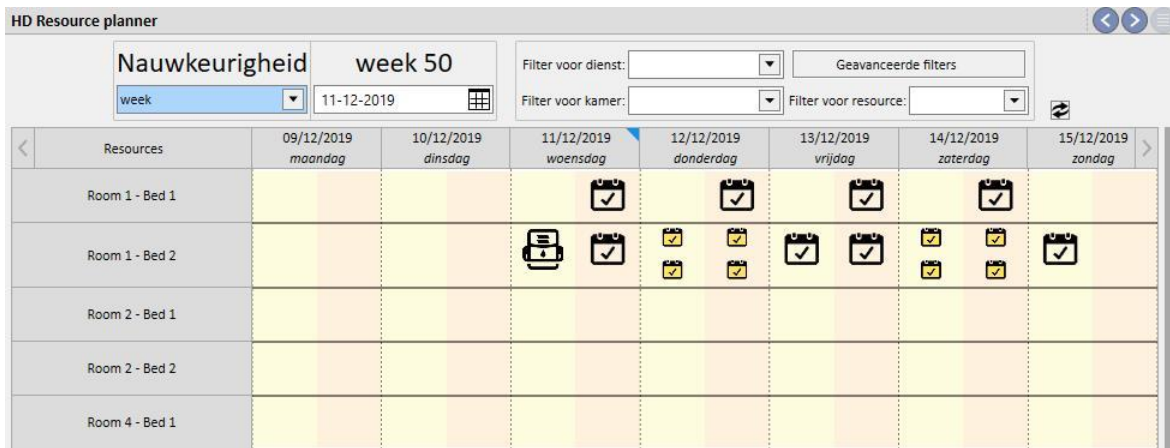 HD Resource planner
Nauwkeurigheid
week 50
week
11-12-2019
Filter voor dienst:
Geavanceerde filters
Filter voor kamer:
Filter voor resource:
Resources
09/12/2019
maandag
10/12/2019
dinsdag
11/12/2019
woensdag
12/12/2019
donderdag
13/12/2019
vrijdag
14/12/2019
zaterdag
15/12/2019
zondag
Room 1 - Bed 1
Room 1 - Bed 2
Room 2 - Bed 1
Room 2 - Bed 2
Room 4 - Bed 1